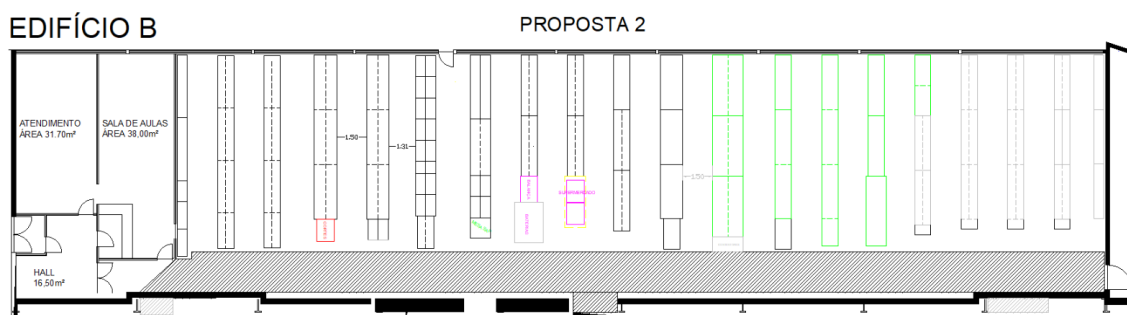 EDIFÍCIO B
PROPOSTA 2
ATENDIMENTO
ÁREA 31.70m²
SALA DE AULAS
ÁREA 38,00m²
1.50
1.31
1.50
SUPERMERCADO
HALL
16,50m²